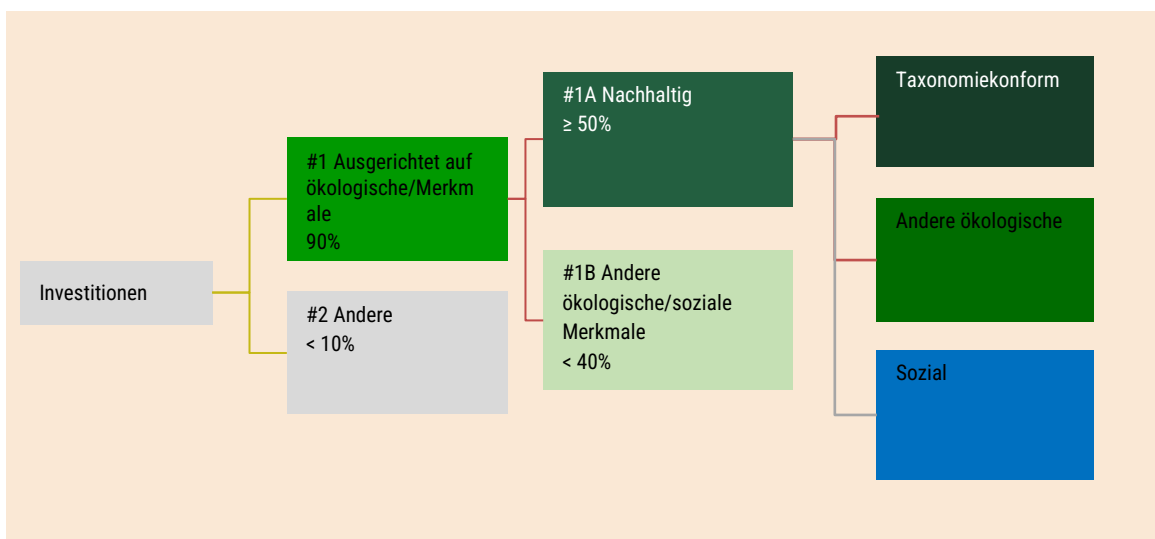 Investitionen
#1 Ausgerichtet auf
ökologische/Merkm
ale
90%
#2 Andere
< 10%
#1A Nachhaltig
≥ 50%
#1B Andere
ökologische/soziale
Merkmale
< 40%
Taxonomiekonform
Andere ökologische
Sozial